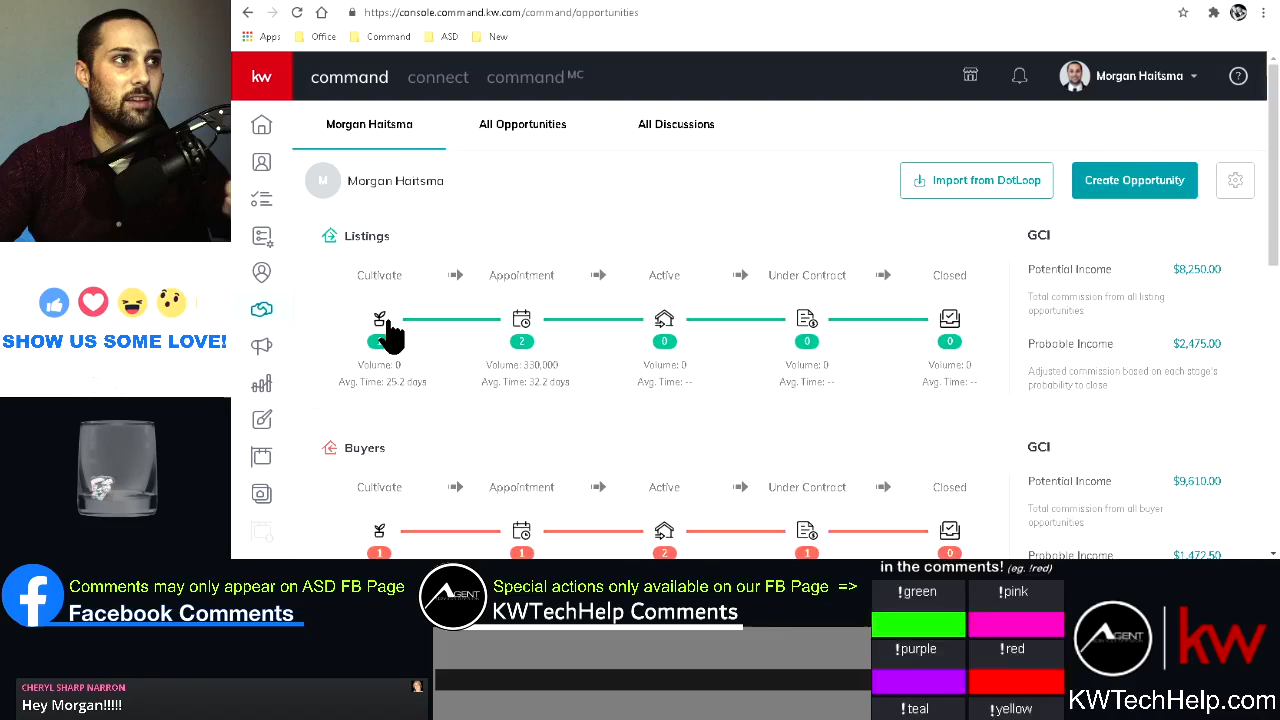 https://console.command.kw.com/command/opportunities
Apps Office Command ASD New
kw command connect command MC Morgan Haitsma ?
Morgan Haitsma All Opportunities All Discussions
M Morgan Haitsma Import from DotLoop Create Opportunity
Listings GCI
Cultivate Appointment Active Under Contract Closed
Potential Income $8,250.00
Total commission from all listing
opportunities.
2 0 0 0
Probable Income $2,475.00
Volume: 0 Volume: 330,000 Volume: 0 Volume: 0 Volume: 0
Avg. Time: 25.2 days Avg. Time: 32.2 days Avg. Time: -- Avg. Time: -- Avg. Time: --
Adjusted commission based on each stage's
probability to close
Buyers GCI
Cultivate Appointment Active Under Contract Closed
Potential Income $9,610.00
Total commission from all buyer
opportunities
1 1 2 1 0
Probable Income $1,472.50
SHOW US SOME LOVE!
Comments may only appear on ASD FB Page
Facebook Comments
CHERYL SHARP NARRON
Hey Morgan!!!!!
AGENT
Special actions only available on our FB Page =>
KWTechHelp Comments
in the comments! (eg. !red)
!green !pink
!purple !red
!teal !yellow
AGENT kw
KWTechHelp.com